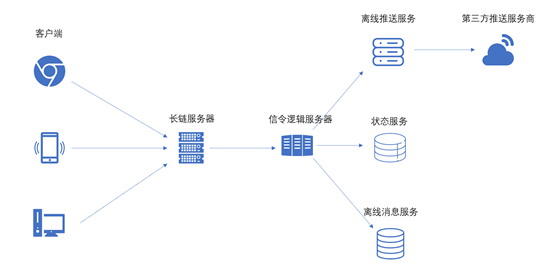 离线推送服务
第三方推送服务商
客户端
长链服务器
信令逻辑服务器
状态服务
离线消息服务